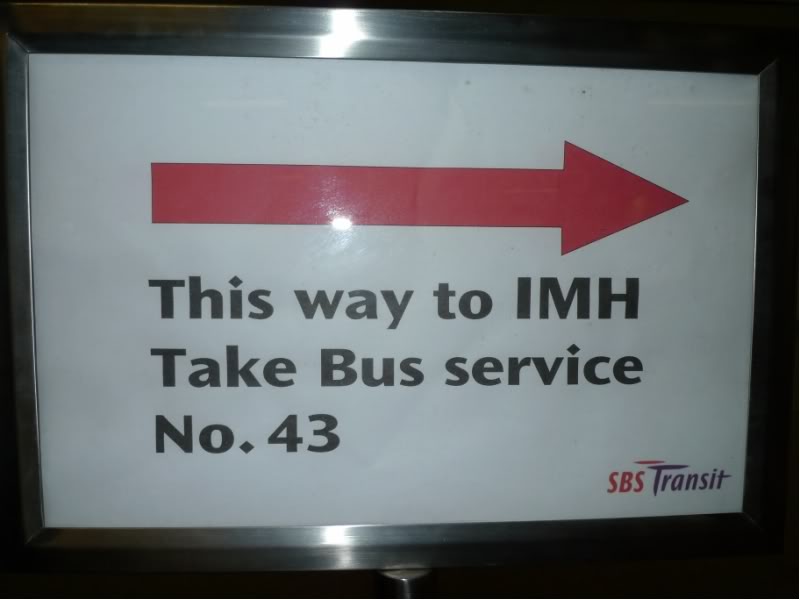 This way to IMH
Take Bus service
No. 43
SBS Transit